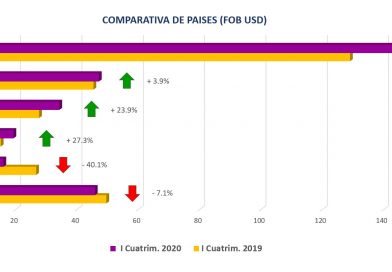 COMPARATIVA DE PAISES (FOB USD)
+ 3.9%
+ 23.9%
+ 27.3%
- 40.1%
- 7.1%
20 40 60 80 100 120 140
I Cuatrim. 2020 I Cuatrim. 2019